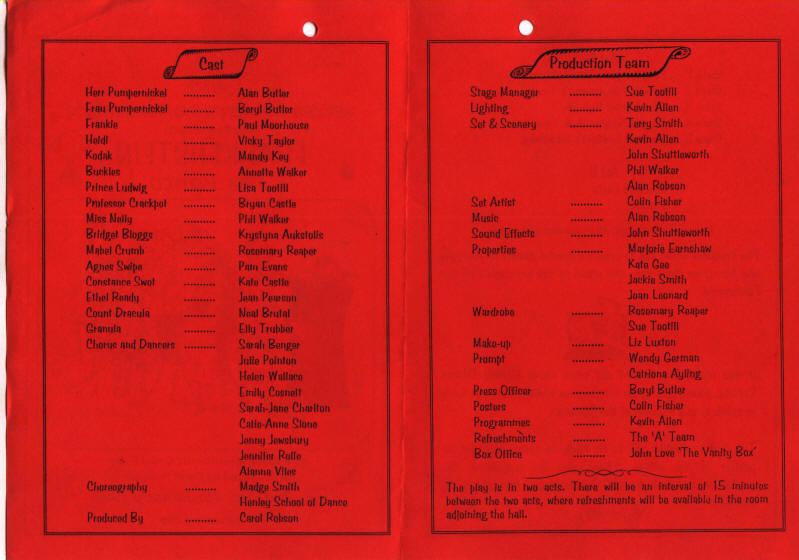 Cast
Herr Pumpernickel .......... Alan Butler
Frau Pumpernickel .......... Beryl Butler
Frankie .......... Paul Moorhouse
Heidi .......... Vicky Taylor
Kodak .......... Mandy Key
Buckles .......... Annette Walker
Prince Ludwig .......... Lisa Tootill
Professor Crackpot .......... Bryan Castle
Miss Nelly .......... Phil Walker
Bridget Bloggs .......... Krystyna Aukstolis
Mabel Crumb .......... Rosemary Reaper
Agnes Swipe .......... Pam Evans
Constance Swot .......... Kate Castle
Ethel Ready .......... Jean Pearson
Count Dracula .......... Neal Brutal
Granula .......... Elly Trubber
Chorus and Dancers .......... Sarah Benger
Julie Pointon
Helen Wallace
Emily Cosnett
Sarah-Jane Charlton
Catie-Anne Slone
Jenny Jewsbury
Jennifer Rolfe
Alanna Viles
Choreography .......... Madge Smith
Henley School of Dance
Produced By .......... Carol Robson
Production Team
Stage Manager .......... Sue Tootill
Lighting .......... Kevin Allen
Set & Scenery .......... Terry Smith
Kevin Allen
John Shuttleworth
Phil Walker
Alan Robson
Set Artist .......... Colin Fisher
Music .......... Alan Robson
Sound Effects .......... John Shuttleworth
Properties .......... Marjorie Earnshaw
Kate Gee
Jackie Smith
Joan Leonard
Wardrobe .......... Rosemary Reaper
Sue Tootill
Make-up .......... Liz Luxton
Prompt .......... Wendy German
Catriona Ayling
Press Officer .......... Beryl Butler
Posters .......... Colin Fisher
Programmes .......... Kevin Allen
Refreshments .......... The 'A' Team
Box Office .......... John Love 'The Vanity Box'
The play is in two acts. There will be an interval of 15 minutes
between the two acts, where refreshments will be available in the room
adjoining the hall.